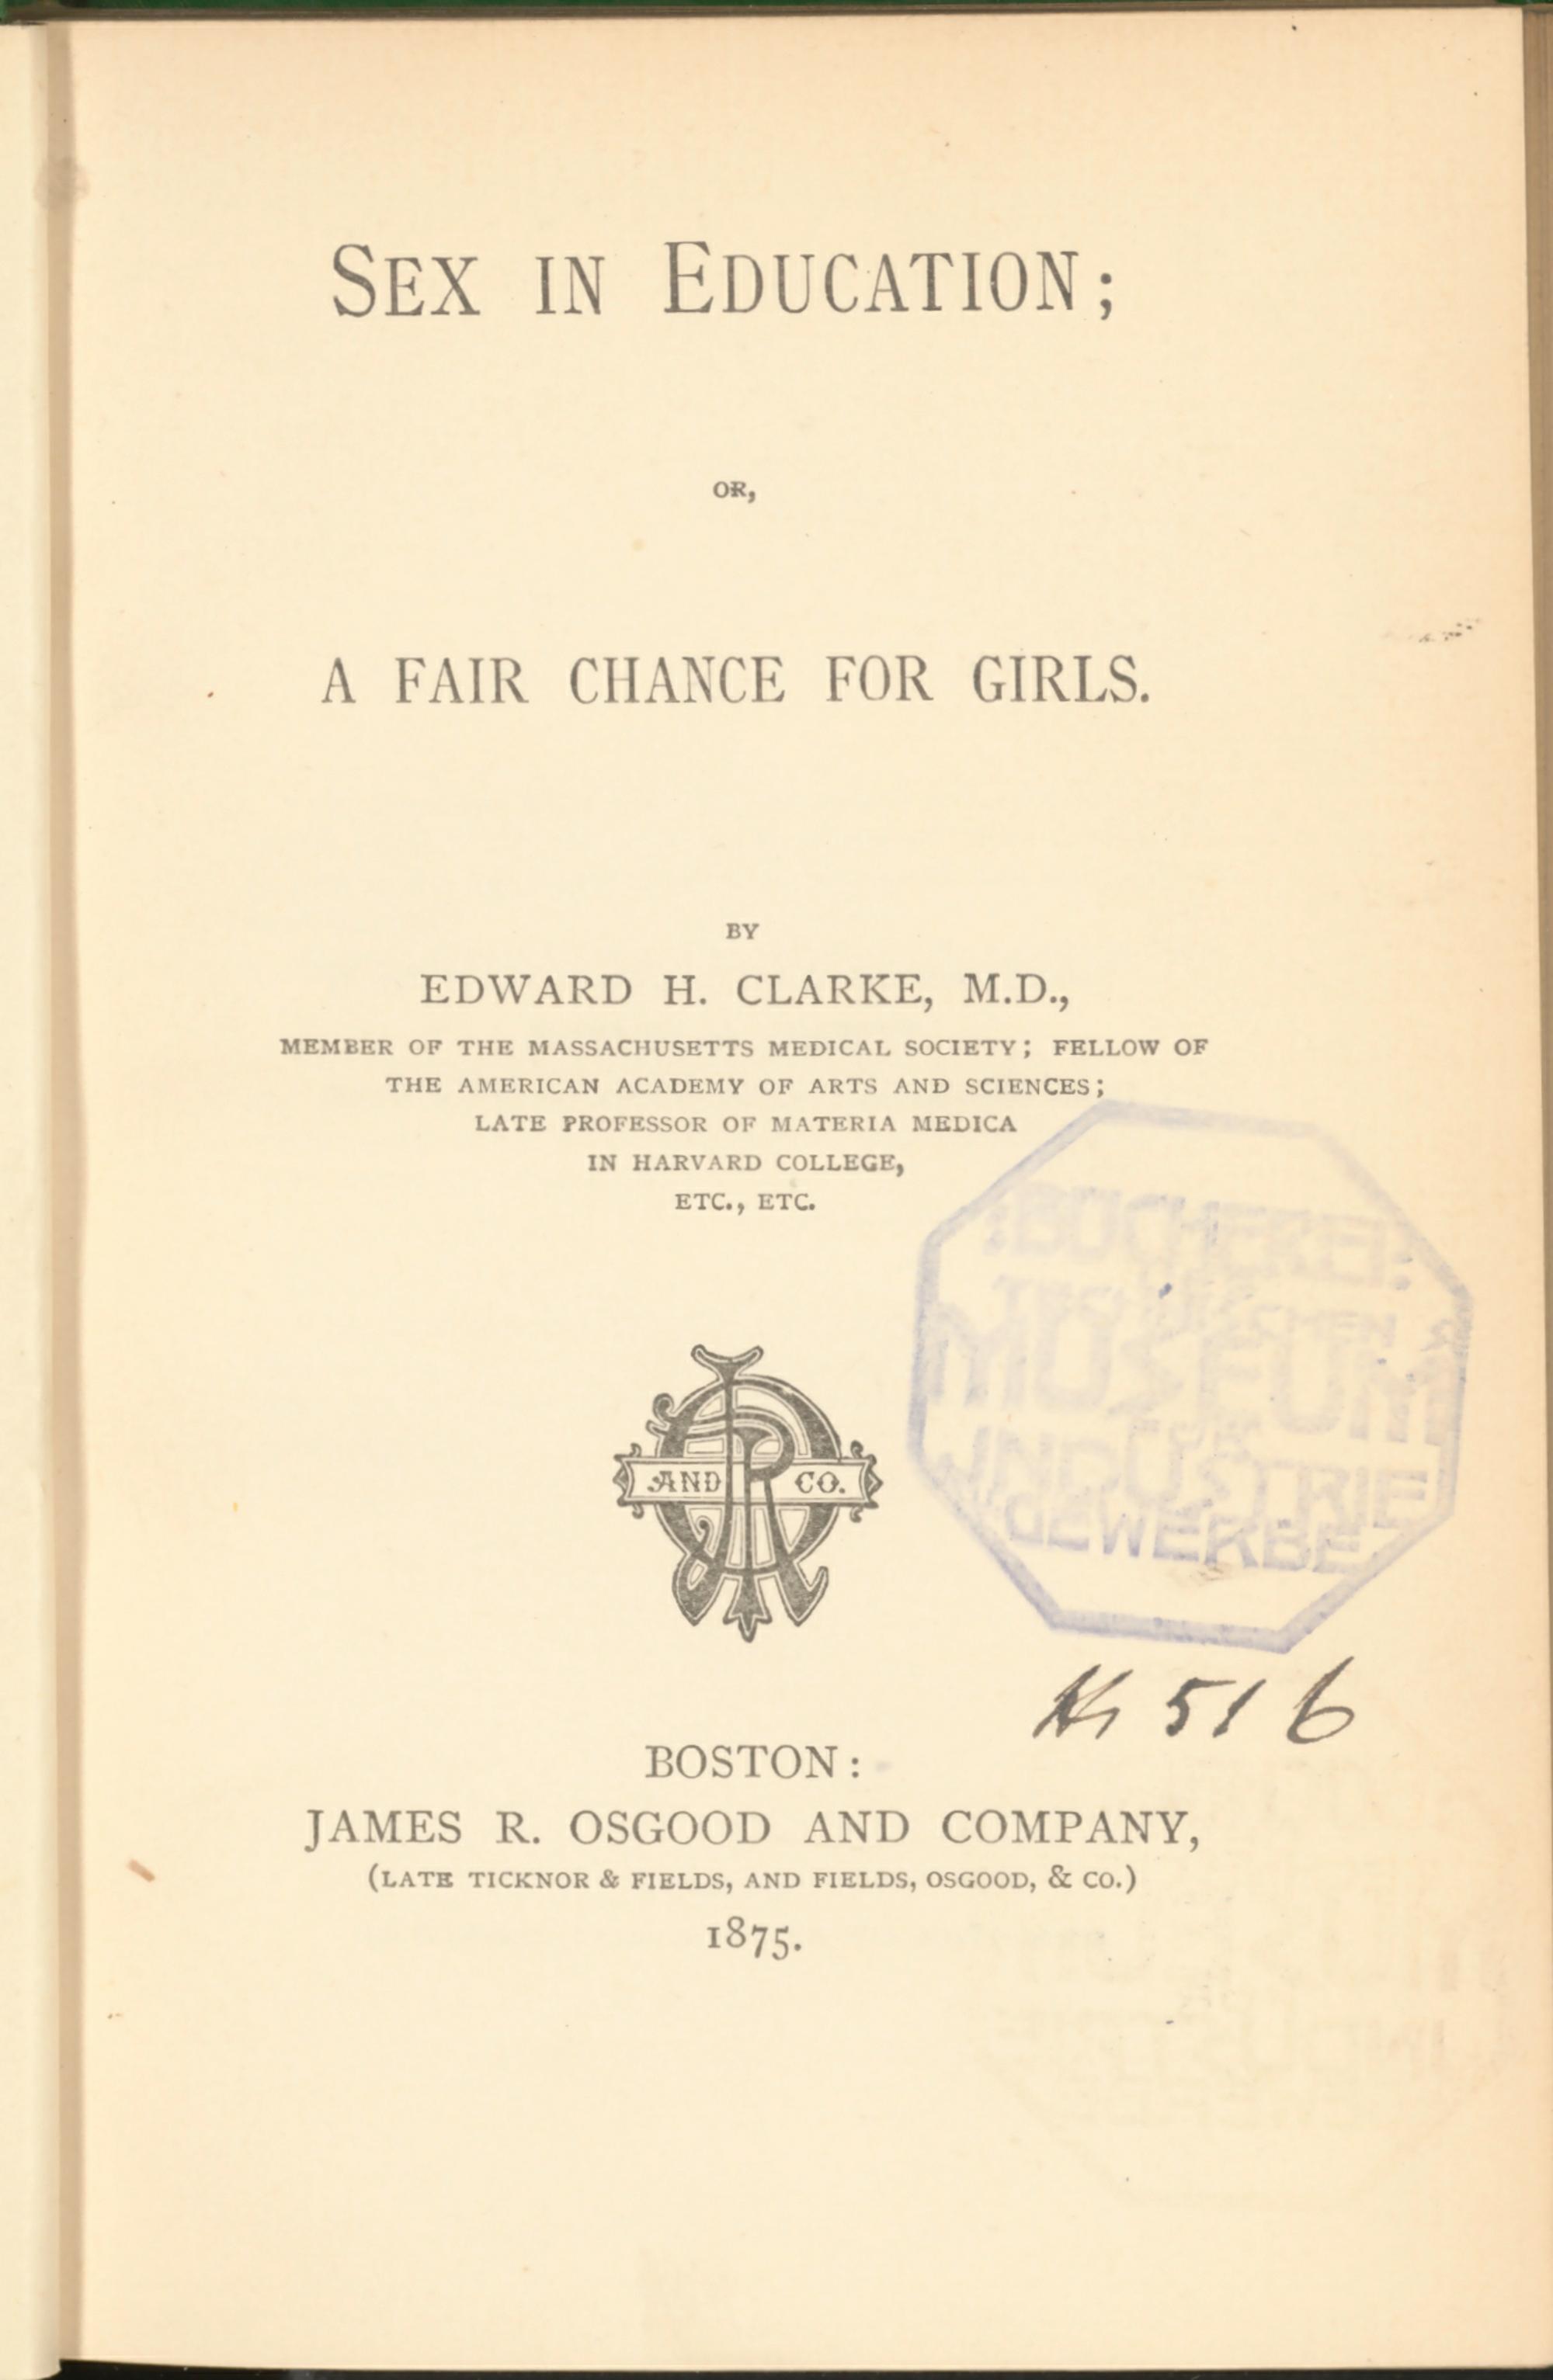 SEX IN EDUCATION;
OR,
A FAIR CHANCE FOR GIRLS.
BY
EDWARD H. CLARKE, M.D.,
MEMBER OF THE MASSACHUSETTS MEDICAL SOCIETY; FELLOW OF
THE AMERICAN ACADEMY OF ARTS AND SCIENCES;
LATE PROFESSOR OF MATERIA MEDICA
IN HARVARD COLLEGE,
ETC., ETC.
:BÜCHEREI:
TECHNISCHEN
MUSEUM
INDUSTRIE
GEWERBE
AND CO.
516
BOSTON:
JAMES R. OSGOOD AND COMPANY,
(LATE TICKNOR & FIELDS, AND FIELDS, OSGOOD, & CO.)
1875.